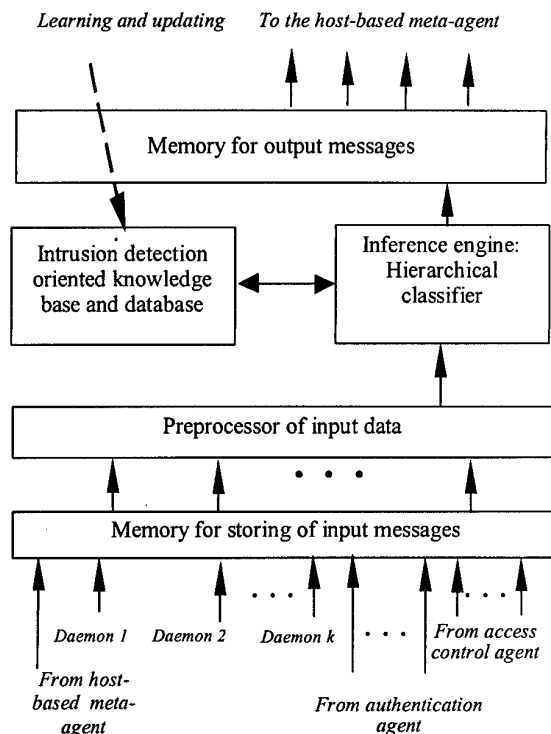 Learning and updating
To the host-based meta-agent
Memory for output messages
Intrusion detection
oriented knowledge
base and database
Inference engine:
Hierarchical
classifier
Preprocessor of input data
Memory for storing of input messages
Daemon 1
Daemon 2
Daemon k
From access
control agent
From host-
based meta-
agent
From authentication
agent